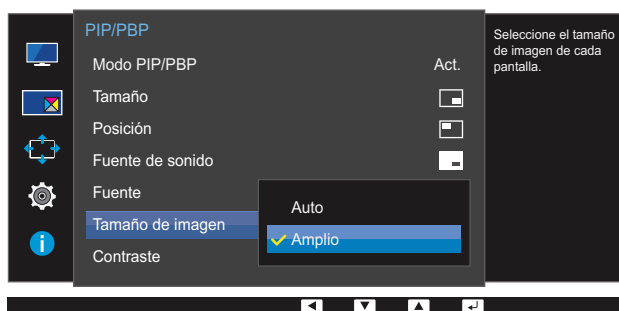 PIP/PBP
Modo PIP/PBP Act.
Tamaño
Posición
Fuente de sonido
Fuente
Tamaño de imagen
Contraste
Auto
Amplio
Seleccione el tamaño
de imagen de cada
pantalla.